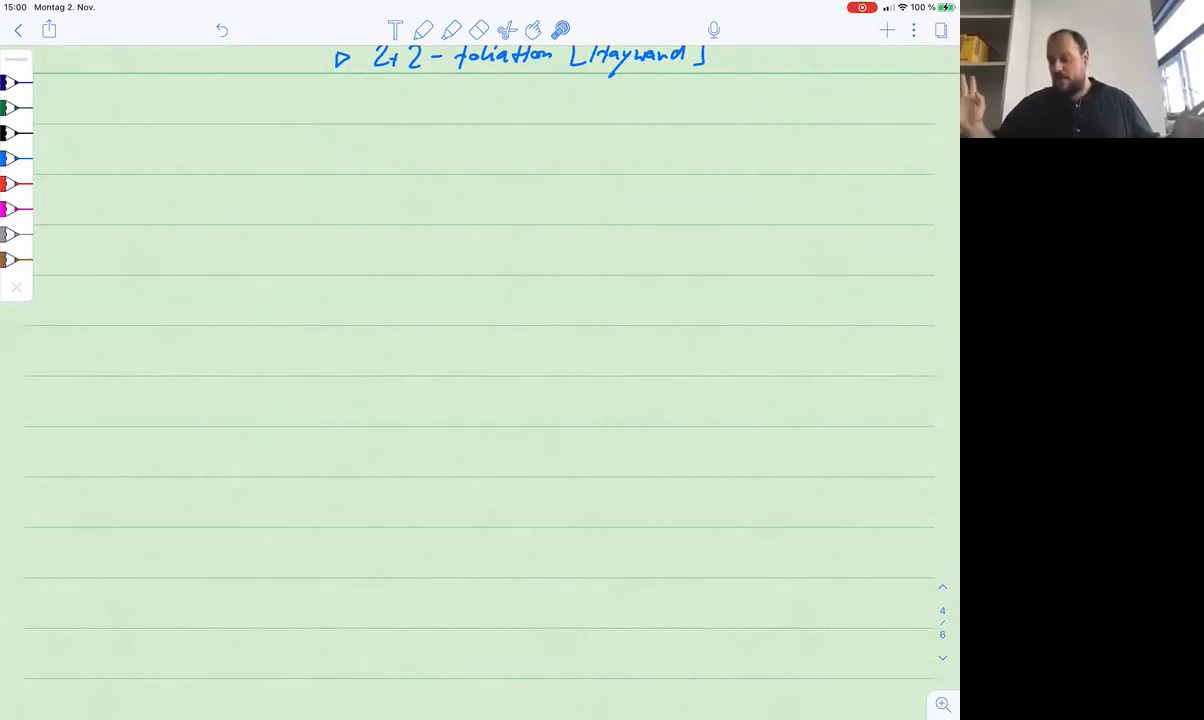 15:00 Montag 2. Nov. 100 %
T
▷ 2+2 - foliation [Hayward]
4
/
6